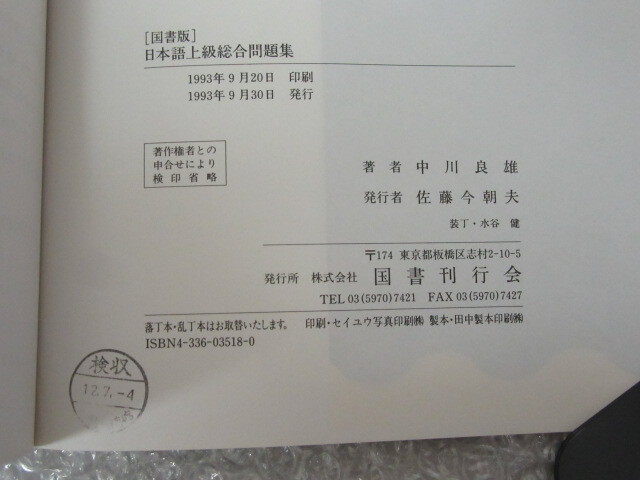 [国書版]
日本語上級総合問題集
1993年9月20日 印刷
1993年9月30日 発行
著作権者との
申合せにより
検印省略
著者 中川良雄
発行者 佐藤今朝夫
装丁・水谷 健
〒174 東京都板橋区志村2-10-5
発行所 株式会社 国書刊行会
TEL 03(5970)7421 FAX 03(5970)7427
落丁本・乱丁本はお取替いたします。 印刷・セイユウ写真印刷㈱ 製本・田中製本印刷㈱
ISBN4-336-03518-0
検収
12.7.-4